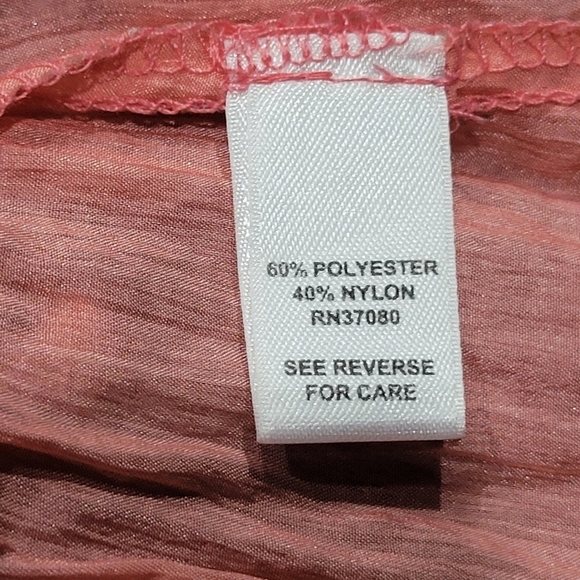 60% POLYESTER
40% NYLON
RN37080
SEE REVERSE
FOR CARE